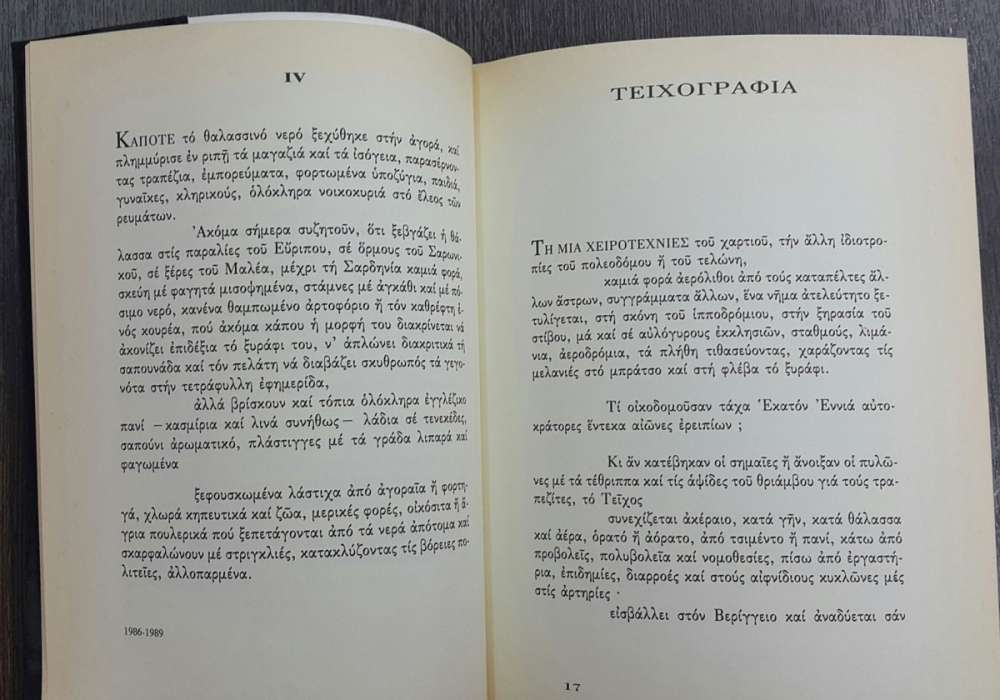 IV
ΚΑΠΟΤΕ τό θαλασσινό νερό ξεχύθηκε στήν ἀγορά, καί
πλημμύρισε ἐν ριπῇ τά μαγαζιά καί τά ἰσόγεια, παρασέρνον-
τας τραπέζια, ἐμπορεύματα, φορτωμένα ὑποζύγια, παιδιά,
γυναῖκες, κληρικούς, ὁλόκληρα νοικοκυριά στό ἔλεος τῶν
ρευμάτων.
Ἀκόμα σήμερα συζητοῦν, ὅτι ξεβγάζει ἡ θά-
λασσα στίς παραλίες τοῦ Εὔριπου, σέ ὅρμους τοῦ Σαρωνι-
κοῦ, σέ ξέρες τοῦ Μαλέα, μέχρι τή Σαρδηνία καμιά φορά,
σκεύη μέ φαγητά μισοψημένα, στάμνες μέ ἀγκάθι καί μέ πό-
σιμο νερό, κανένα θαμπωμένο ἀρτοφόριο ἤ τόν καθρέφτη ἑ-
νός κουρέα, πού ἀκόμα κάπου ἡ μορφή του διακρίνεται νά
ἀκονίζει ἐπιδέξια τό ξυράφι του, ν' ἁπλώνει διακριτικά τή
σαπουνάδα καί τόν πελάτη νά διαβάζει σκυθρωπός τά γεγο-
νότα στήν τετράφυλλη ἐφημερίδα,
ἀλλά βρίσκουν καί τόπια ὁλόκληρα ἐγγλέζικο
πανί – κασμίρια καί λινά συνήθως – λάδια σέ τενεκέδες,
σαπούνι ἀρωματικό, πλάστιγγες μέ τά γράδα λιπαρά καί
φαγωμένα
ξεφουσκωμένα λάστιχα ἀπό ἀγοραῖα ἤ φορτη-
γά, χλωρά κηπευτικά καί ζῶα, μερικές φορές, οἰκόσιτα ἤ ἄ-
γρια πουλερικά πού ξεπετάγονται ἀπό τά νερά ἀπότομα καί
σκαρφαλώνουν μέ στριγκλιές, κατακλύζοντας τίς βόρειες πο-
λιτεῖες, ἀλλοπαρμένα.
1986-1989
ΤΕΙΧΟΓΡΑΦΙΑ
ΤΗ ΜΙΑ ΧΕΙΡΟΤΕΧΝΙΕΣ τοῦ χαρτιοῦ, τήν ἄλλη ἰδιοτρο-
πίες τοῦ πολεοδόμου ἤ τοῦ τελώνη,
καμιά φορά ἀερόλιθοι ἀπό τούς καταπέλτες ἄλ-
λων ἄστρων, συγγράμματα ἄλλων, ἕνα νῆμα ἀτελεύτητο ξε-
τυλίγεται, στή σκόνη τοῦ ἱπποδρόμιου, στήν ξηρασία τοῦ
στίβου, μά καί σέ αὐλόγυρους ἐκκλησιῶν, σταθμούς, λιμά-
νια, ἀεροδρόμια, τά πλήθη τιθασεύοντας, χαράζοντας τίς
μελανιές στό μπράτσο καί στή φλέβα τό ξυράφι.
Τί οἰκοδομοῦσαν τάχα Ἑκατόν Ἐννιά αὐτο-
κράτορες ἕντεκα αἰῶνες ἐρειπίων ;
Κι ἄν κατέβηκαν οἱ σημαῖες ἤ ἄνοιξαν οἱ πυλῶ-
νες μέ τά τέθριππα καί τίς ἁψίδες τοῦ θριάμβου γιά τούς τρα-
πεζίτες, τό Τεῖχος
συνεχίζεται ἀκέραιο, κατά γῆν, κατά θάλασσα
καί ἀέρα, ὁρατό ἤ ἀόρατο, ἀπό τσιμέντο ἤ πανί, κάτω ἀπό
προβολεῖς, πολυβολεῖα καί νομοθεσίες, πίσω ἀπό ἐργαστή-
ρια, ἐπιδημίες, διαρροές καί στούς αἰφνίδιους κυκλῶνες μές
στίς ἀρτηρίες ·
εἰσβάλλει στόν Βερίγγειο καί ἀναδύεται σάν
17